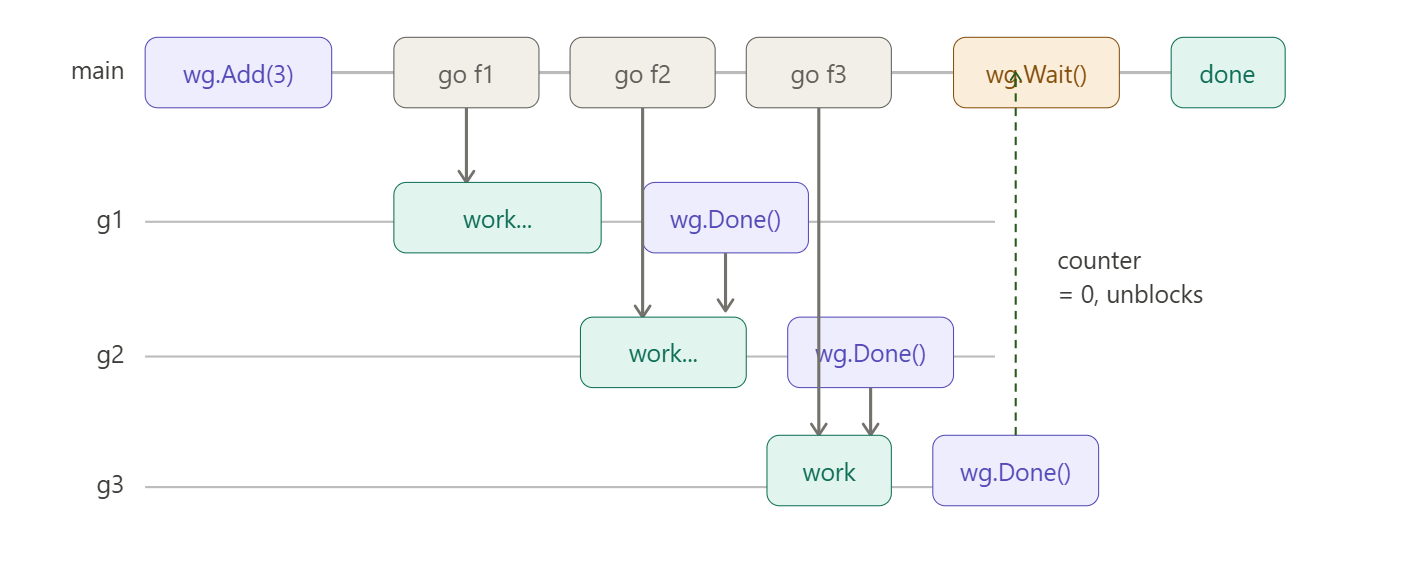 main
wg.Add(3)
go f1
go f2
go f3
wg.Wait()
done
g1
work...
wg.Done()
counter
= 0, unblocks
g2
work...
wg.Done()
g3
work
wg.Done()